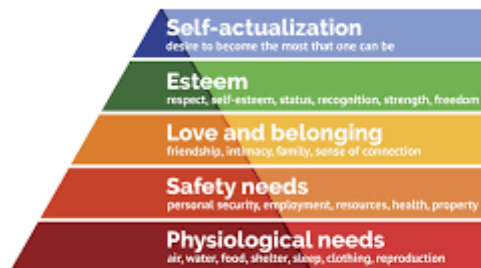 Self-actualization
desire to become the most that one can be
Esteem
respect, self-esteem, status, recognition, strength, freedom
Love and belonging
friendship, intimacy, family, sense of connection
Safety needs
personal security, employment, resources, health, property
Physiological needs
air, water, food, shelter, sleep, clothing, reproduction